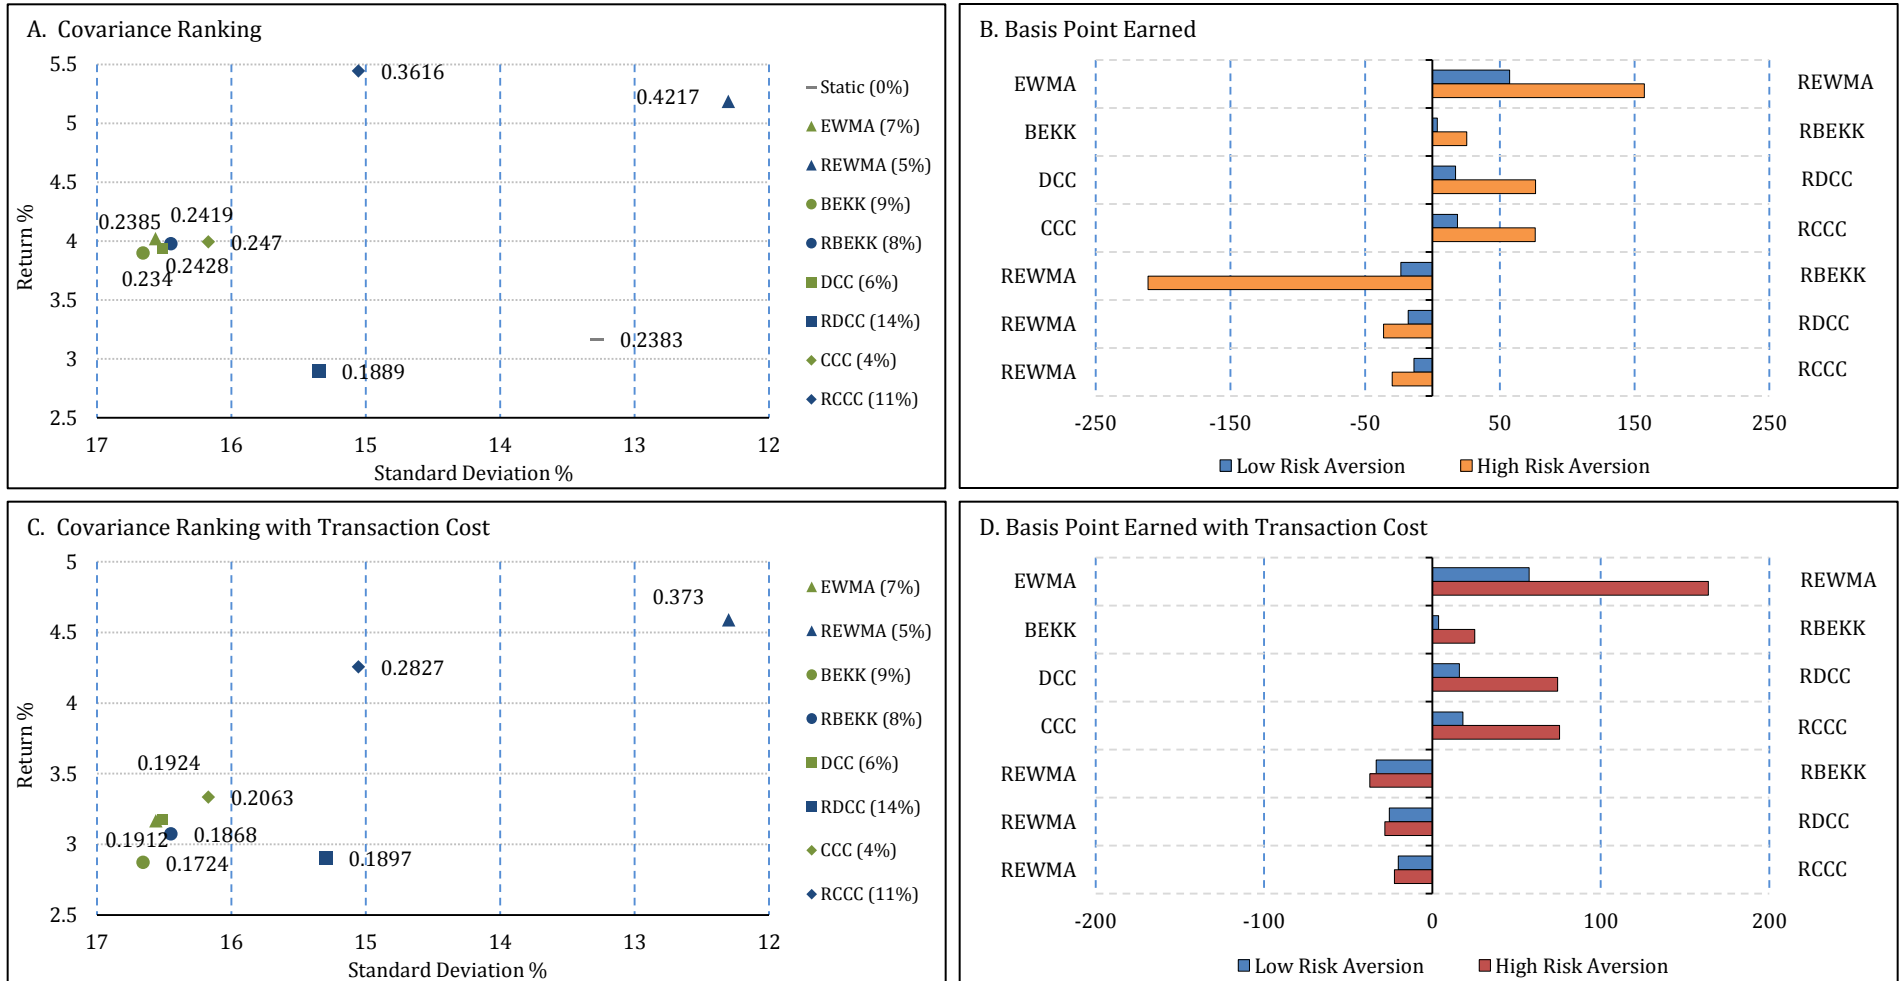 A. Covariance Ranking
5.5
5
4.5
4
3.5
3
2.5
Return %
17 16 15 14 13 12
Standard Deviation %
0.3616
0.4217
0.2385 0.2419
0.247
0.2428
0.234
0.2383
0.1889
Static (0%)
EWMA (7%)
REWMA (5%)
BEKK (9%)
RBEKK (8%)
DCC (6%)
RDCC (14%)
CCC (4%)
RCCC (11%)
B. Basis Point Earned
EWMA REWMA
BEKK RBEKK
DCC RDCC
CCC RCCC
REWMA RBEKK
REWMA RDCC
REWMA RCCC
-250 -150 -50 50 150 250
Low Risk Aversion High Risk Aversion
C. Covariance Ranking with Transaction Cost
5
4.5
4
3.5
3
2.5
Return %
17 16 15 14 13 12
Standard Deviation %
0.373
0.2827
0.1924
0.2063
0.1912 0.1868
0.1724
0.1897
EWMA (7%)
REWMA (5%)
BEKK (9%)
RBEKK (8%)
DCC (6%)
RDCC (14%)
CCC (4%)
RCCC (11%)
D. Basis Point Earned with Transaction Cost
EWMA REWMA
BEKK RBEKK
DCC RDCC
CCC RCCC
REWMA RBEKK
REWMA RDCC
REWMA RCCC
-200 -100 0 100 200
Low Risk Aversion High Risk Aversion